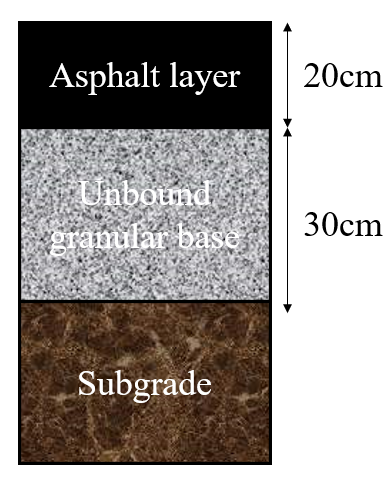 Asphalt layer
20cm
Unbound
granular base
30cm
Subgrade